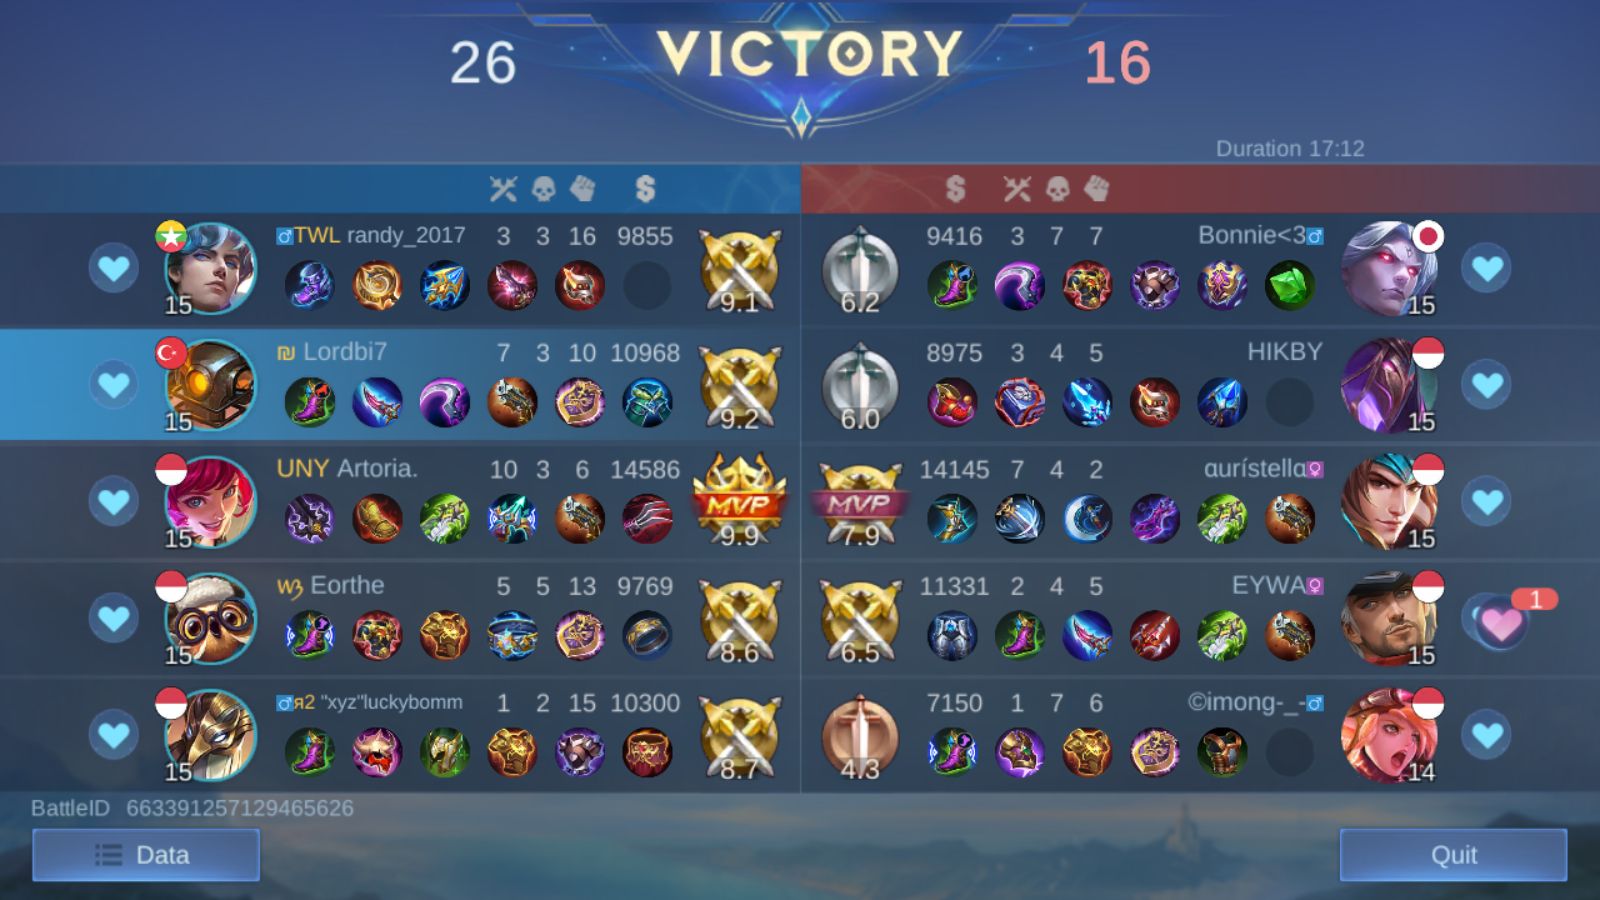 26 VICTORY 16
Duration 17:12
♂TWL randy_2017 3 3 16 9855
15 9.1
6.2 9416 3 7 7 Bonnie<3♂
15
₪ Lordbi7 7 3 10 10968
15 9.2
6.0 8975 3 4 5 HIKBY
15
UNY Artoria. 10 3 6 14586
15 MVP 9.9
MVP 7.9 14145 7 4 2 αurístellα♀
15
Eorthe 5 5 13 9769
15 8.6
6.5 11331 2 4 5 EYWA♀
15 1
♂я2 "xyz"luckybomm 1 2 15 10300
15 8.7
4.3 7150 1 7 6 ©imong-_-♂
14
BattleID 663391257129465626
Data
Quit